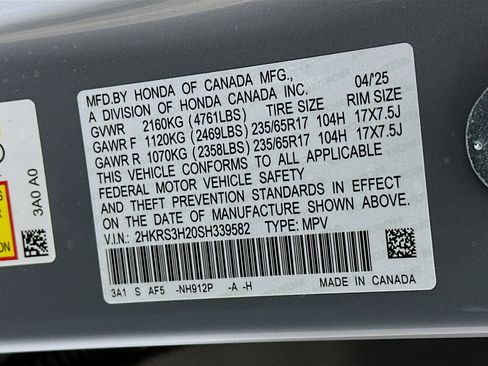 MFD.BY HONDA OF CANADA MFG., 04/'25
A DIVISION OF HONDA CANADA INC.
GVWR 2160KG (4761LBS) TIRE SIZE RIM SIZE
GAWR F 1120KG (2469LBS) 235/65R17 104H 17X7.5J
GAWR R 1070KG (2358LBS) 235/65R17 104H 17X7.5J
THIS VEHICLE CONFORMS TO ALL APPLICABLE
FEDERAL MOTOR VEHICLE SAFETY
AND THEFT PREVENTION STANDARDS IN EFFECT
ON THE DATE OF MANUFACTURE SHOWN ABOVE.
V.I.N.: 2HKRS3H20SH339582 TYPE: MPV
3A1 S AF5 -NH912P -A -H MADE IN CANADA
3A0 A0
ION